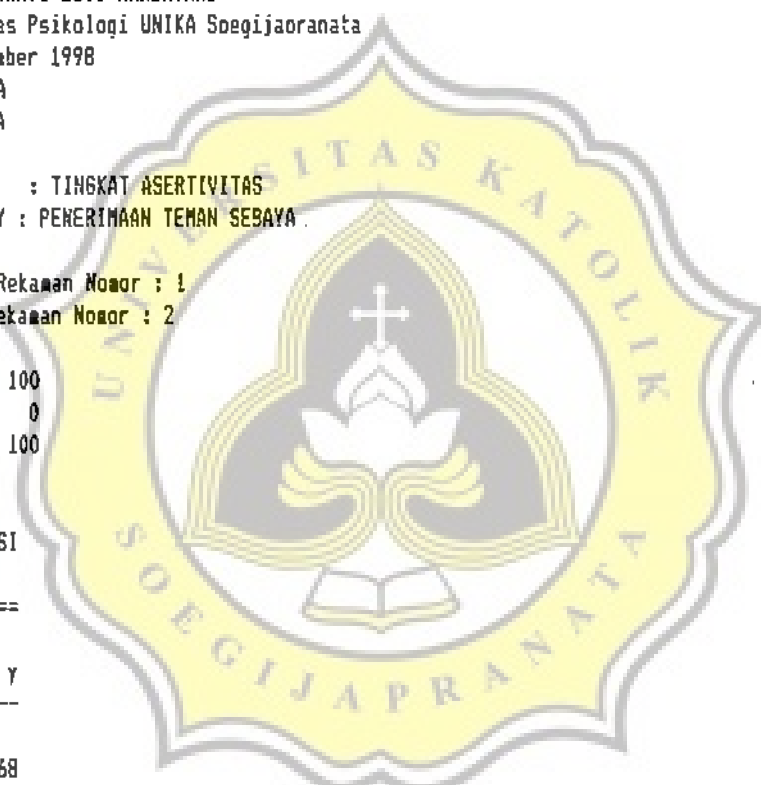 as Psikologi UNIKA Soegijaoranata
mber 1998
A
A
: TINGKAT ASERTIVITAS
Y : PENERIMAAN TEMAN SEBAYA
Rekaman Nomor : 1
ekaman Nomor : 2
100
0
100
SI
==
Y
--
68
UNIVERSITAS KATOLIK
SOEGIJAPRANATA